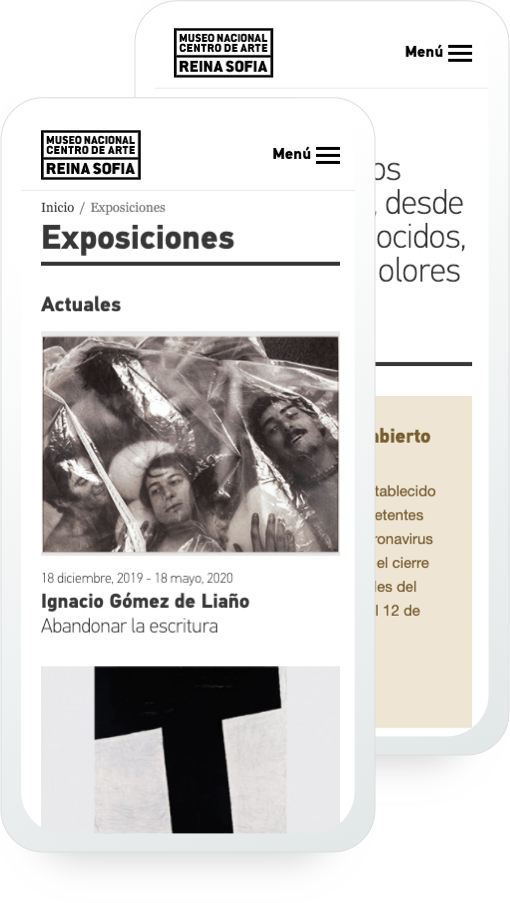 MUSEO NACIONAL
CENTRO DE ARTE
REINA SOFIA
Menú
desde
MUSEO NACIONAL
CENTRO DE ARTE
REINA SOFIA
Menú
Inicio / Exposiciones
Exposiciones
Actuales
18 diciembre, 2019 - 18 mayo, 2020
Ignacio Gómez de Liaño
Abandonar la escritura
os
ocidos,
olores
abierto
tablecido
etentes
ronavirus
el cierre
les del
l 12 de